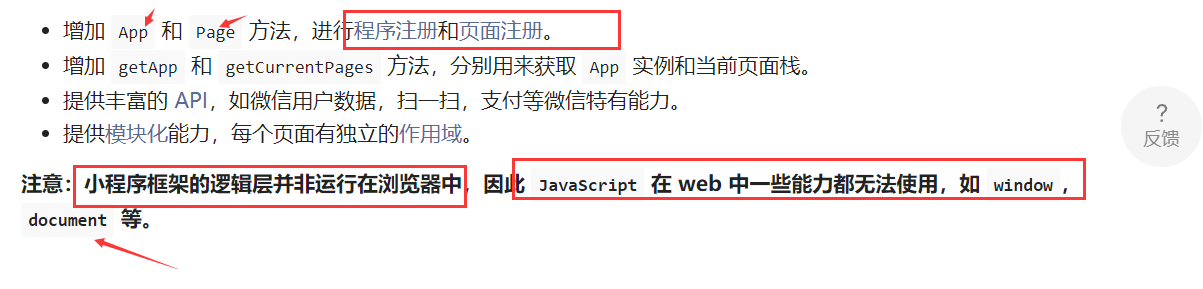 增加 App 和 Page 方法，进行程序注册和页面注册。
增加 getApp 和 getCurrentPages 方法，分别用来获取 App 实例和当前页面栈。
提供丰富的 API，如微信用户数据，扫一扫，支付等微信特有能力。
提供模块化能力，每个页面有独立的作用域。
注意：小程序框架的逻辑层并非运行在浏览器中，因此 JavaScript 在 web 中一些能力都无法使用，如 window，
document 等。
?
反馈